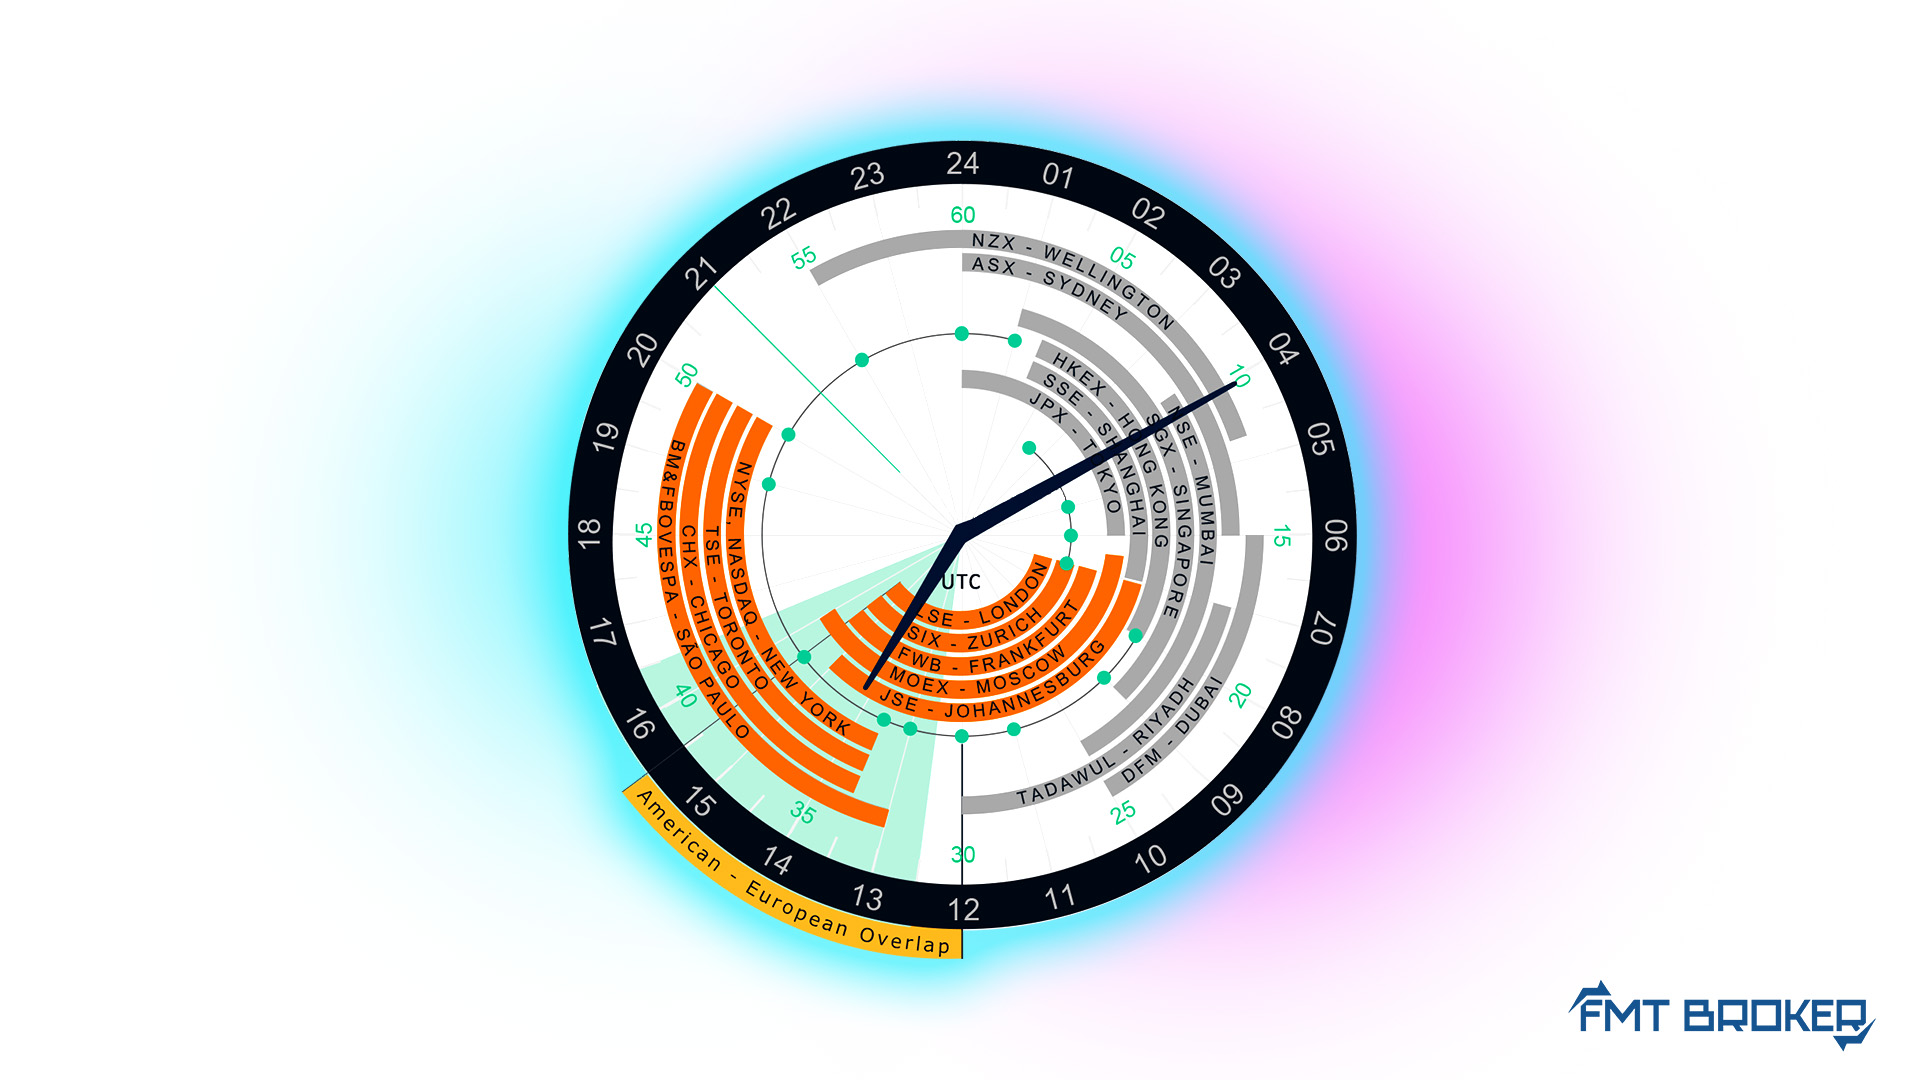 24
01
02
03
04
05
06
07
08
09
10
11
12
13
14
15
16
17
18
19
20
21
22
23
60
05
10
15
20
25
30
35
40
45
50
55
NZX - WELLINGTON
ASX - SYDNEY
NSE - MUMBAI
SGX - SINGAPORE
HKEX - HONG KONG
SSE - SHANGHAI
JPX - TOKYO
TADAWUL - RIYADH
DFM - DUBAI
UTC
LSE - LONDON
SIX - ZURICH
FWB - FRANKFURT
MOEX - MOSCOW
JSE - JOHANNESBURG
NYSE, NASDAQ - NEW YORK
TSE - TORONTO
CHX - CHICAGO
BM&FBOVESPA - SÃO PAULO
American - European Overlap
FMT BROKER